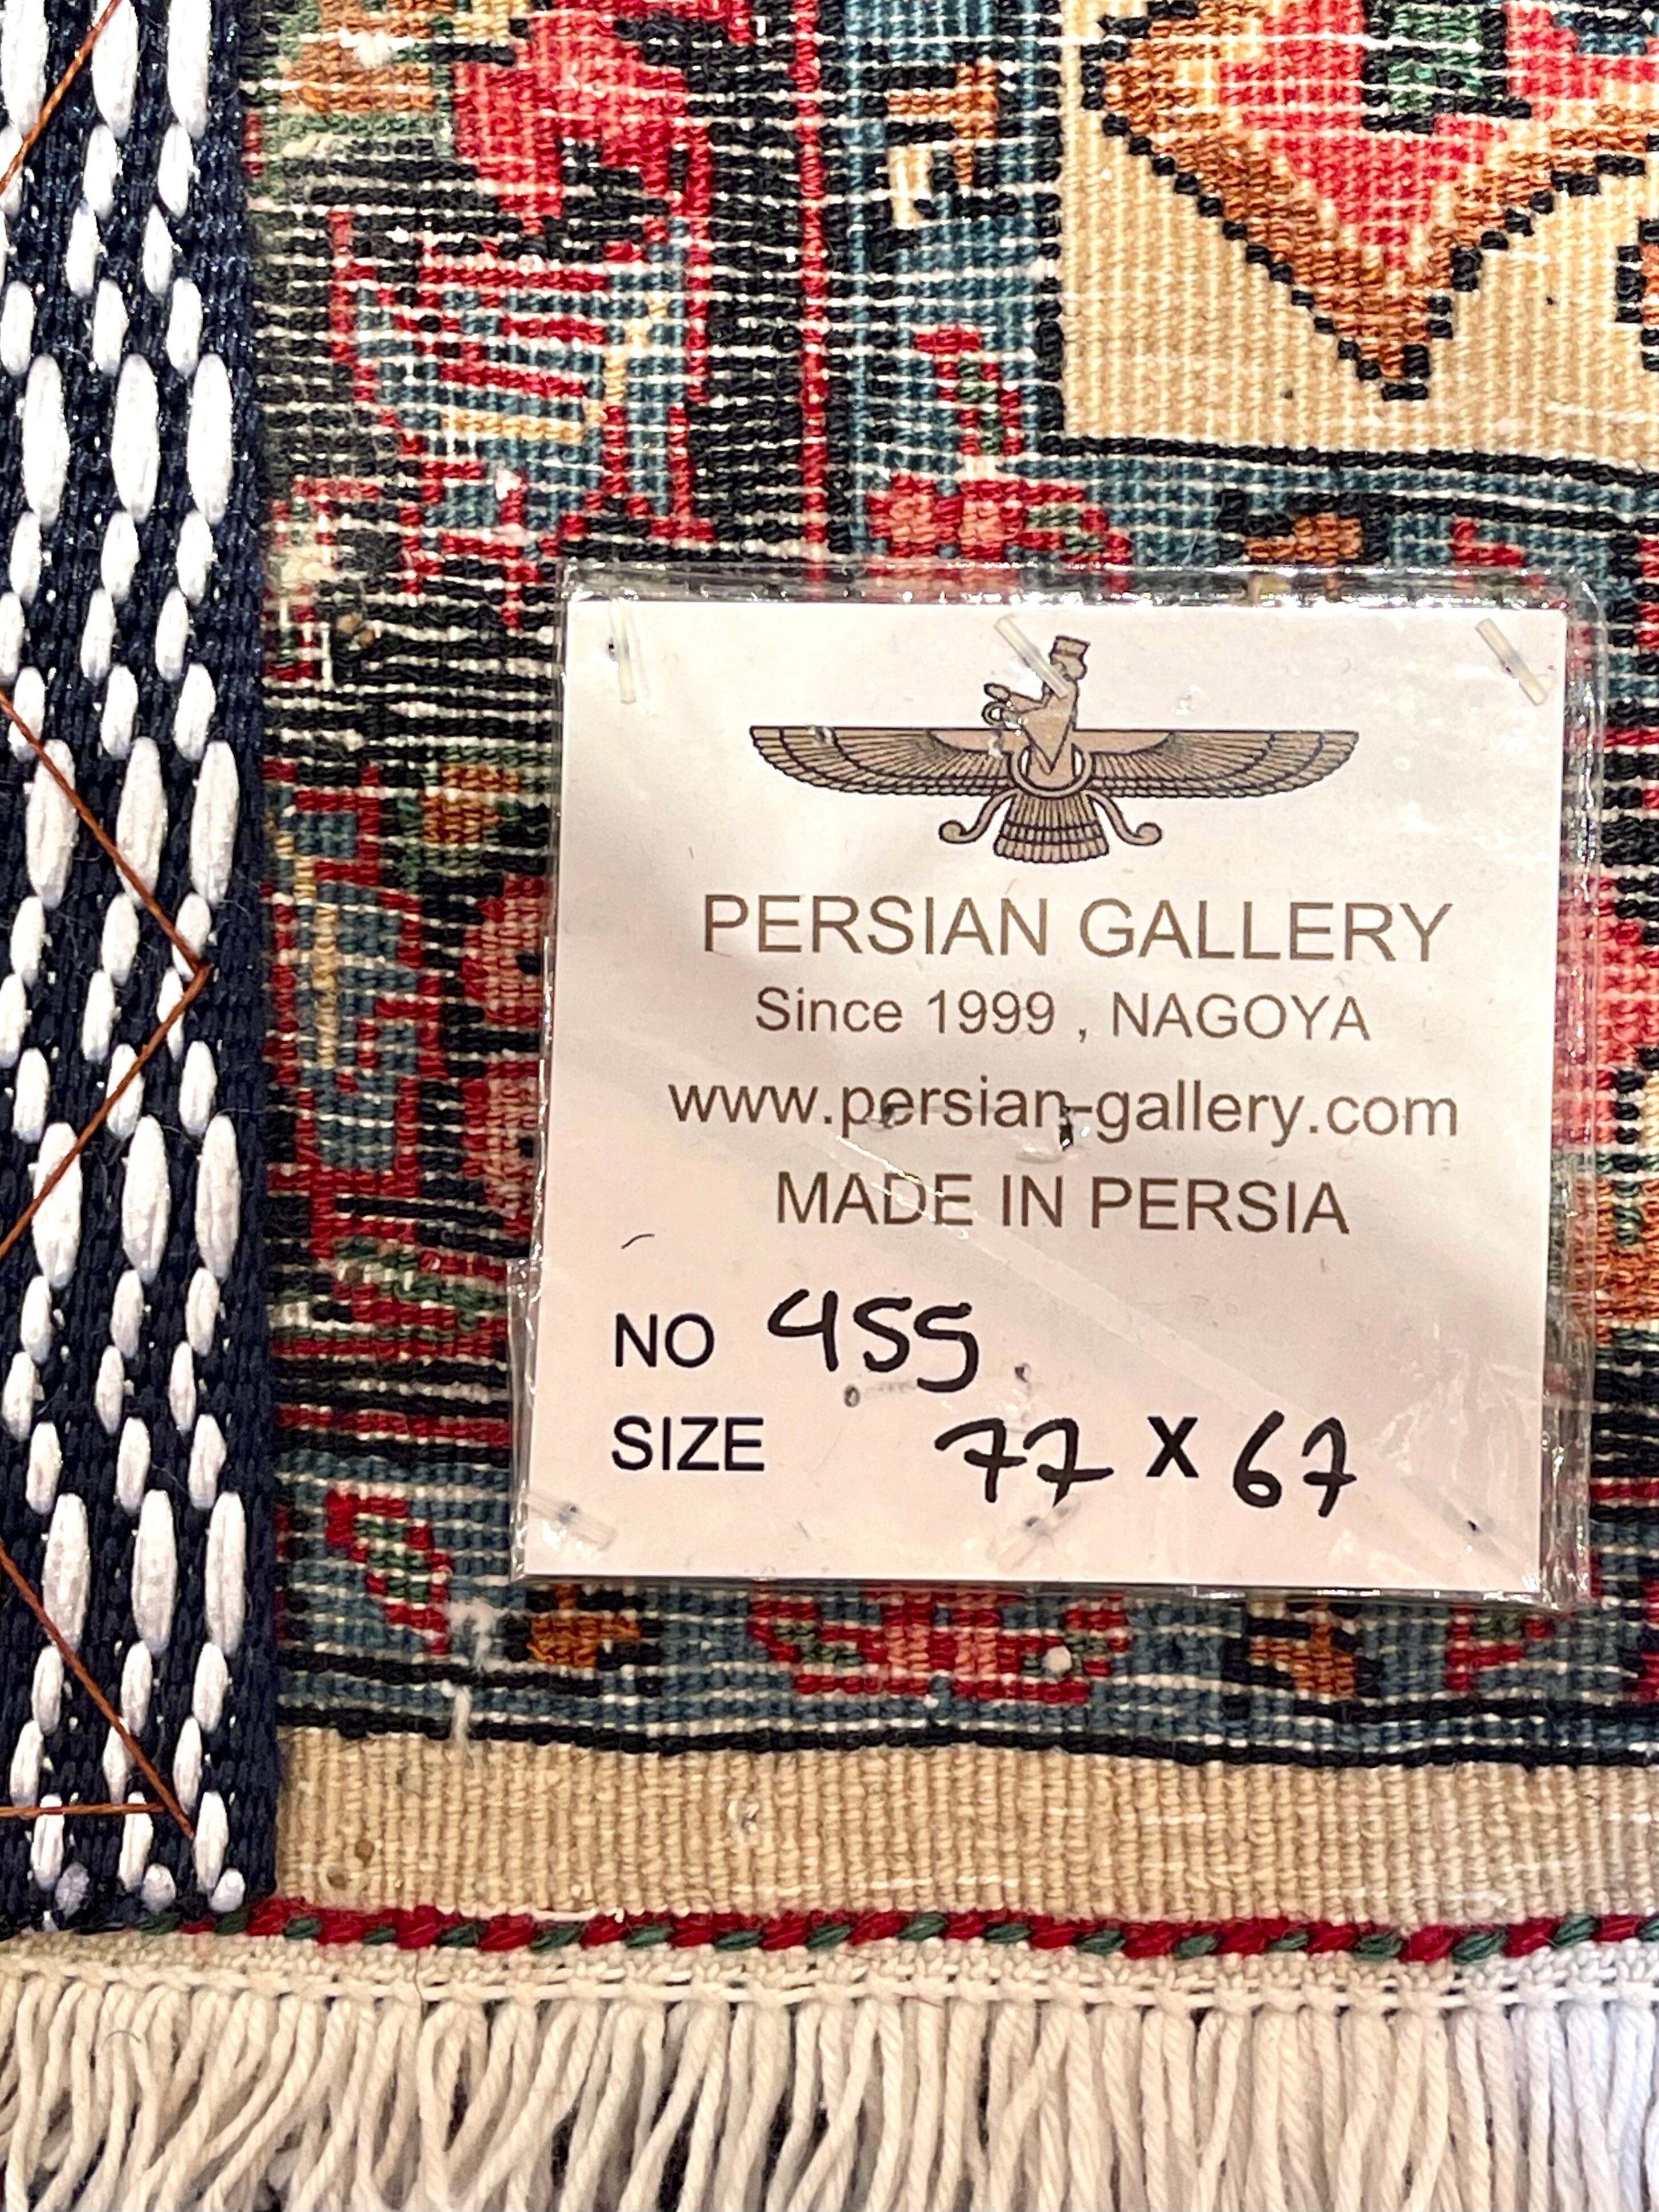 PERSIAN GALLERY
Since 1999 , NAGOYA
www.persian-gallery.com
MADE IN PERSIA
NO 455
SIZE 77 x 67